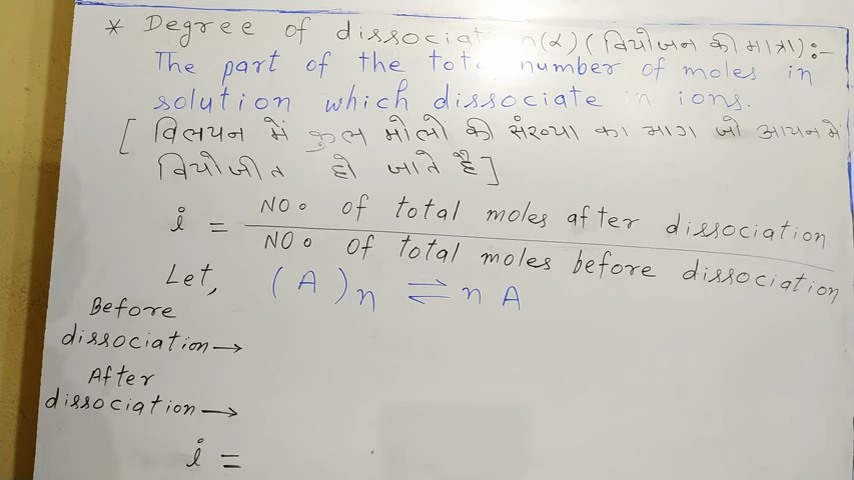 * Degree of dissociat n(α) (वियोजन की मात्रा):-
The part of the tot number of moles in
solution which dissociate in ions.
[ विलयन में कुल मोलों की संख्या का भाग जो आयन में
वियोजीत हो जाते है ]
i = NO. of total moles after dissociation
NO. of total moles before dissociation
Let, (A)n ⇌ n A
Before
dissociation →
After
dissociation →
i =